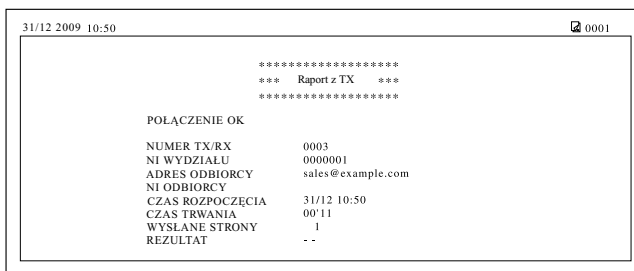 31/12 2009 10:50 0001
*******************
*** Raport z TX ***
*******************
POŁĄCZENIE OK
NUMER TX/RX 0003
NI WYDZIAŁU 0000001
ADRES ODBIORCY sales@example.com
NI ODBIORCY
CZAS ROZPOCZĘCIA 31/12 10:50
CZAS TRWANIA 00'11
WYSŁANE STRONY 1
REZULTAT - -